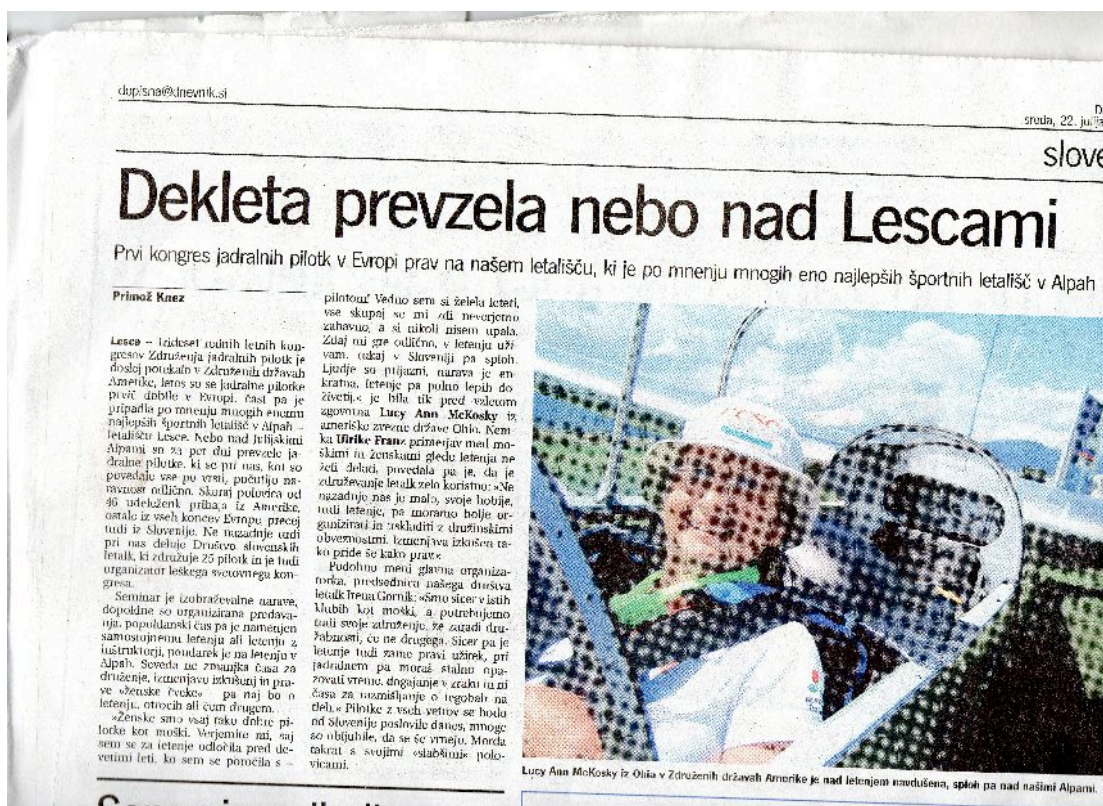 dopisna@dnevnik.si
sreda, 22. julija
slove
Dekleta prevzela nebo nad Lescami
Prvi kongres jadralnih pilotk v Evropi prav na našem letališču, ki je po mnenju mnogih eno najlepših športnih letališč v Alpah
Primož Knez
Lesce – Trideset rednih letnih kon-
gresov Združenja jadralnih pilotk je
doslej potekalo v Združenih državah
Amerike, letos so se jadralne pilotke
prvič dobile v Evropi. čast pa je
pripadla po mnenju mnogih enemu
najlepših športnih letališč v Alpah –
letališču Lesce. Nebo nad Julijskimi
Alpami so za pet dni prevzele ja-
dralne pilotke, ki se pri nas, kot so
povedale vse po vrsti, počutijo na-
ravnost odlično. Skoraj polovica od
46 udeleženk prihaja iz Amerike,
ostale iz vseh koncev Evrope, precej
tudi iz Slovenije. Ne nazadnje tudi
pri nas deluje Društvo slovenskih
letalk, ki združuje 25 pilotk in je tudi
organizator leškega svetovnega kon-
gresa.
Seminar je izobraževalne narave,
dopoldne so organizirana predava-
nja, popoldanski čas pa je namenjen
samostojnemu letenju ali letenju z
inštruktorji, poudarek je na letenju v
Alpah. Seveda ne zmanjka časa za
druženje, izmenjavo izkušenj in pra-
ve »ženske čveke« – pa naj bo o
letenju, otrocih ali čem drugem.
»Ženske smo vsaj tako dobre pi-
lotke kot moški. Verjemite mi, saj
sem se za letenje odločila pred de-
vetimi leti, ko sem se poročila s –
pilotom! Vedno sem si želela leteti,
vse skupaj se mi zdi neverjetno
zabavno, a si nikoli nisem upala.
Zdaj mi gre odlično, v letenju uži-
vam, tukaj v Sloveniji pa sploh.
Ljudje so prijazni, narava je en-
kratna, letenje pa polno lepih do-
živetij,« je bila tik pred vzletom
zgovorna Lucy Ann McKosky iz
ameriške zvezne države Ohio. Nem-
ka Ulrike Franz primerjav med mo-
škimi in ženskami glede letenja ne
želi delati, povedala pa je, da je
združevanje letalk zelo koristno: »Ne
nazadnje nas je malo, svoje hobije,
tudi letenje, pa moramo bolje or-
ganizirati in uskladiti z družinskimi
obveznostmi. Izmenjava izkušenj ta-
ko pride še kako prav.«
Podobno meni glavna organiza-
torka, predsednica našega društva
letalk Irena Gornik: »Smo sicer v istih
klubih kot moški, a potrebujemo
tudi svoje združenje, že zaradi dru-
žabnosti, če ne drugega. Sicer pa je
letenje tudi zame pravi užitek, pri
jadralnem pa moraš stalno opa-
zovati vreme, dogajanje v zraku in ni
časa za razmišljanje o tegobah na
tleh.« Pilotke z vseh vetrov se bodo
od Slovenije poslovile danes, mnoge
so obljubile, da se še vrnejo. Morda
takrat s svojimi »slabšimi« polo-
vicami.
Lucy Ann McKosky iz Ohia v Združenih državah Amerike je nad letenjem navdušena, sploh pa nad našimi Alpami.